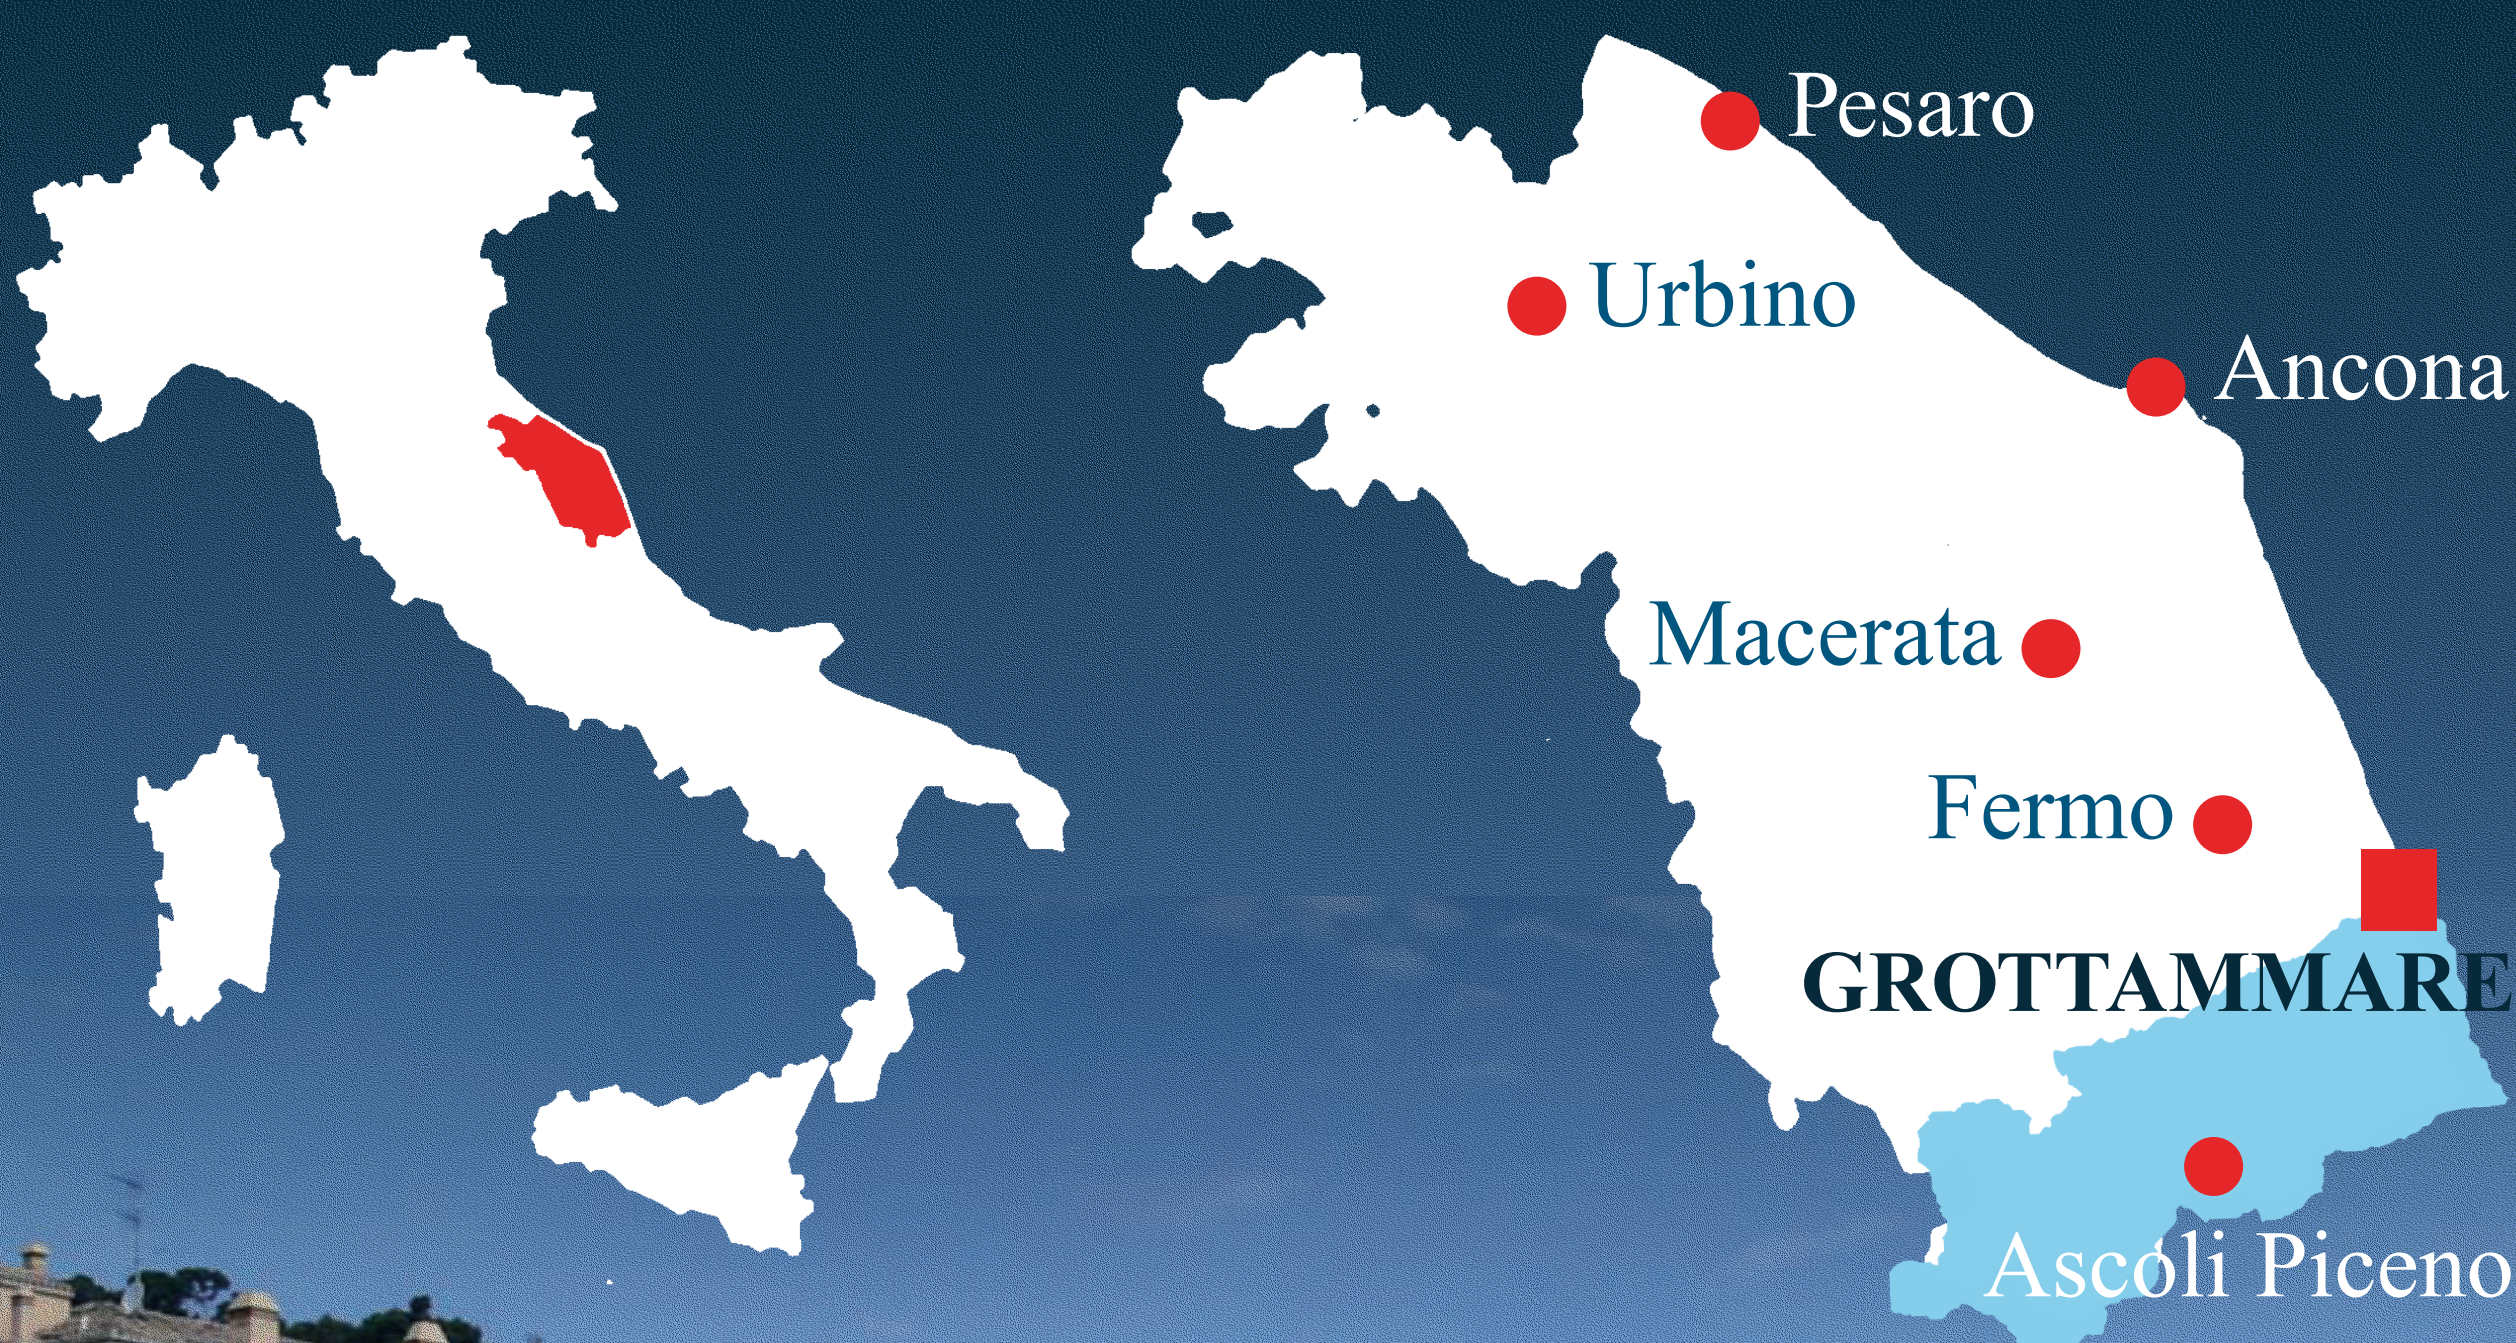 Pesaro
Urbino
Ancona
Macerata
Fermo
GROTTAMMARE
Ascoli Piceno